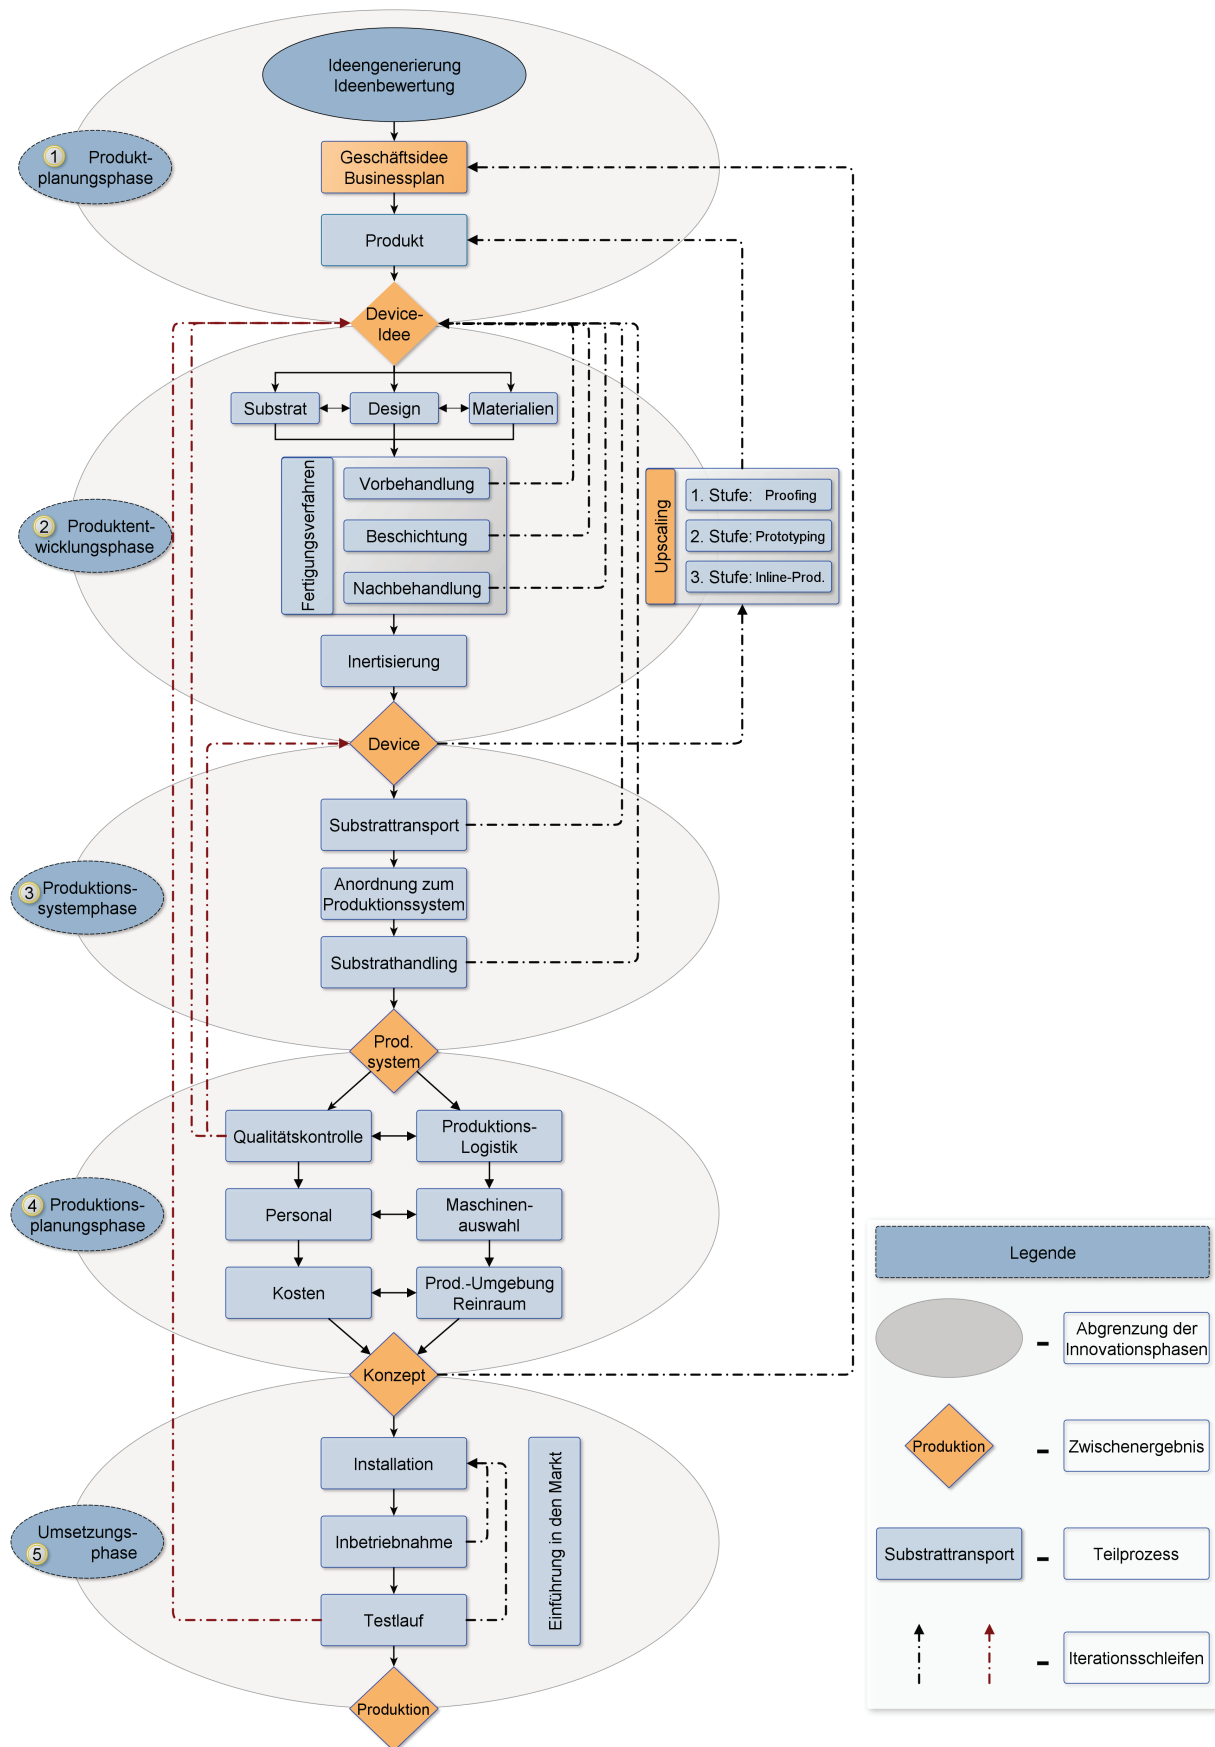 Ideengenerierung
Ideenbewertung
1 Produkt-
planungsphase
Geschäftsidee
Businessplan
Produkt
Device-
Idee
Substrat
Design
Materialien
2 Produktent-
wicklungsphase
Fertigungsverfahren
Vorbehandlung
Beschichtung
Nachbehandlung
Upscaling
1. Stufe: Proofing
2. Stufe: Prototyping
3. Stufe: Inline-Prod.
Inertisierung
Device
3 Produktions-
systemphase
Substrattransport
Anordnung zum
Produktionssystem
Substrathandling
Prod.
system
4 Produktions-
planungsphase
Qualitätskontrolle
Produktions-
Logistik
Personal
Maschinen-
auswahl
Kosten
Prod.-Umgebung
Reinraum
Konzept
Umsetzungs-
5 phase
Installation
Inbetriebnahme
Testlauf
Einführung in den Markt
Produktion
Legende
- Abgrenzung der
Innovationsphasen
Produktion - Zwischenergebnis
Substrattransport - Teilprozess
- Iterationsschleifen